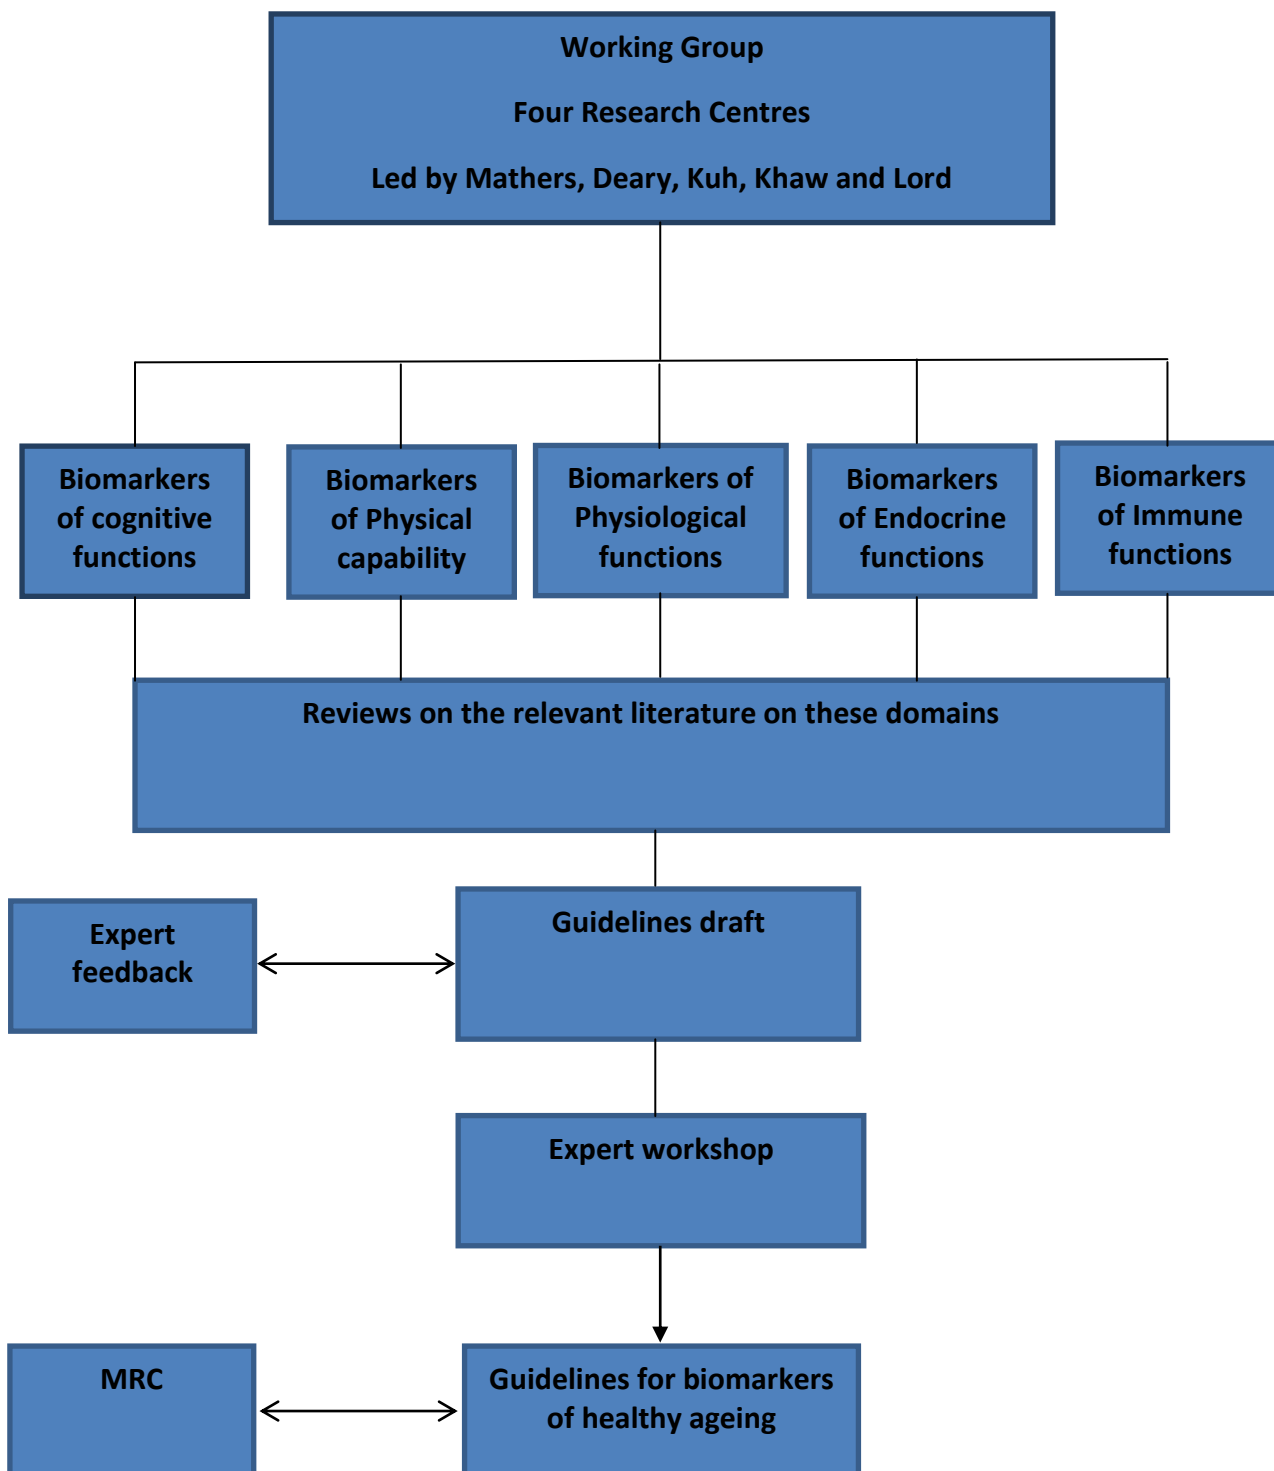 Working Group
Four Research Centres
Led by Mathers, Deary, Kuh, Khaw and Lord
Biomarkers
of cognitive
functions
Biomarkers
of Physical
capability
Biomarkers of
Physiological
functions
Biomarkers
of Endocrine
functions
Biomarkers
of Immune
functions
Reviews on the relevant literature on these domains
Expert
feedback
Guidelines draft
Expert workshop
MRC
Guidelines for biomarkers
of healthy ageing